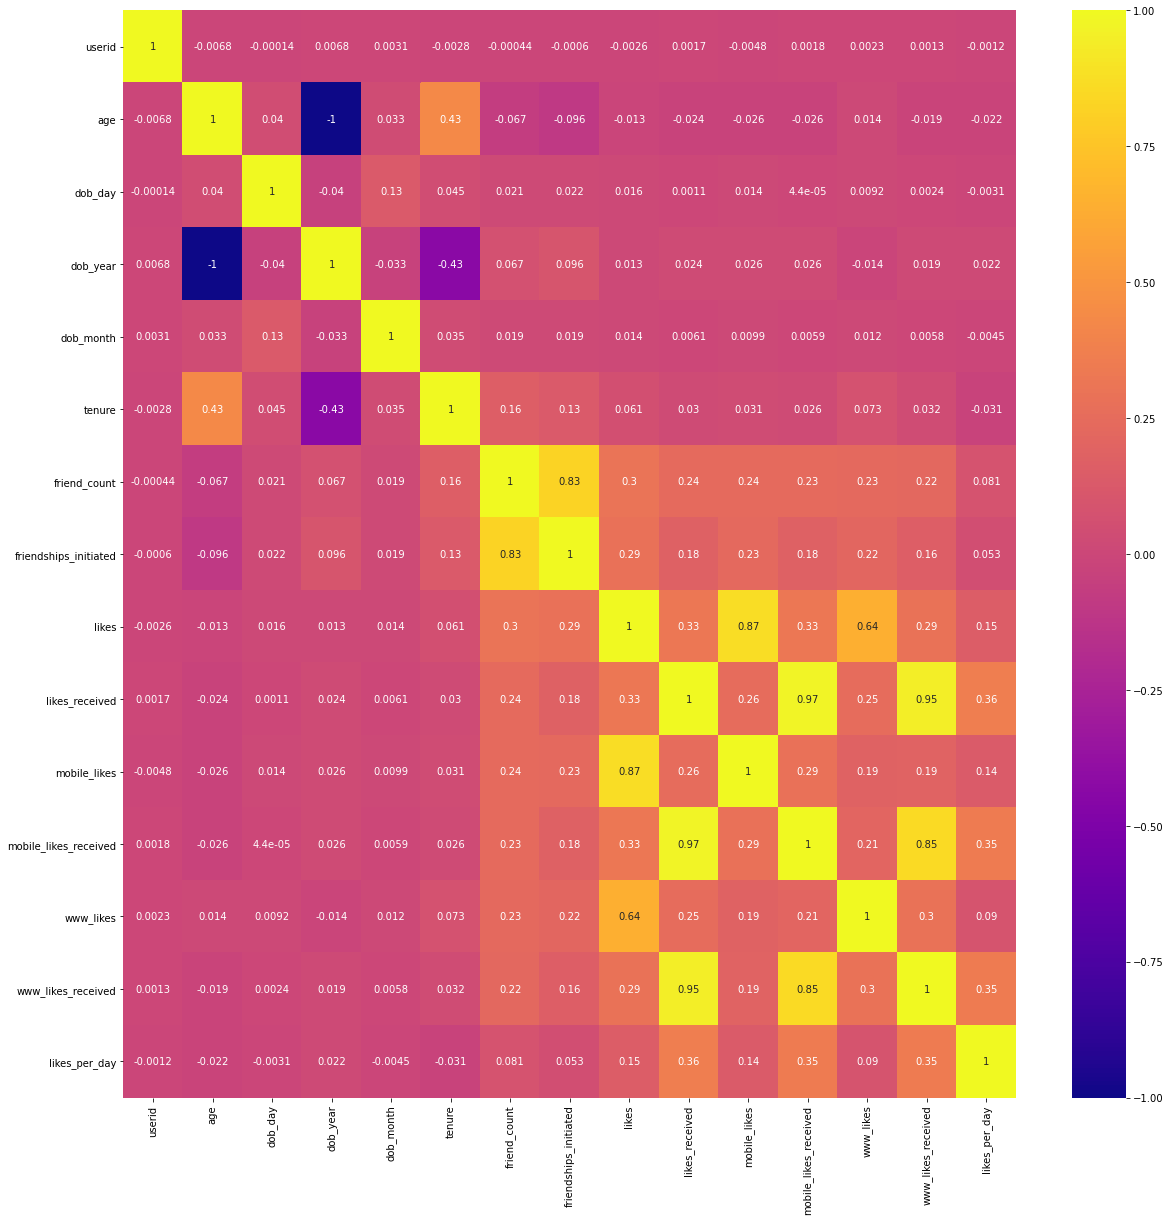 userid 1 -0.0068 -0.00014 0.0068 0.0031 -0.0028 -0.00044 -0.0006 -0.0026 0.0017 -0.0048 0.0018 0.0023 0.0013 -0.0012
age -0.0068 1 0.04 -1 0.033 0.43 -0.067 -0.096 -0.013 -0.024 -0.026 -0.026 0.014 -0.019 -0.022
dob_day -0.00014 0.04 1 -0.04 0.13 0.045 0.021 0.022 0.016 0.0011 0.014 4.4e-05 0.0092 0.0024 -0.0031
dob_year 0.0068 -1 -0.04 1 -0.033 -0.43 0.067 0.096 0.013 0.024 0.026 0.026 -0.014 0.019 0.022
dob_month 0.0031 0.033 0.13 -0.033 1 0.035 0.019 0.019 0.014 0.0061 0.0099 0.0059 0.012 0.0058 -0.0045
tenure -0.0028 0.43 0.045 -0.43 0.035 1 0.16 0.13 0.061 0.03 0.031 0.026 0.073 0.032 -0.031
friend_count -0.00044 -0.067 0.021 0.067 0.019 0.16 1 0.83 0.3 0.24 0.24 0.23 0.23 0.22 0.081
friendships_initiated -0.0006 -0.096 0.022 0.096 0.019 0.13 0.83 1 0.29 0.18 0.23 0.18 0.22 0.16 0.053
likes -0.0026 -0.013 0.016 0.013 0.014 0.061 0.3 0.29 1 0.33 0.87 0.33 0.64 0.29 0.15
likes_received 0.0017 -0.024 0.0011 0.024 0.0061 0.03 0.24 0.18 0.33 1 0.26 0.97 0.25 0.95 0.36
mobile_likes -0.0048 -0.026 0.014 0.026 0.0099 0.031 0.24 0.23 0.87 0.26 1 0.29 0.19 0.19 0.14
mobile_likes_received 0.0018 -0.026 4.4e-05 0.026 0.0059 0.026 0.23 0.18 0.33 0.97 0.29 1 0.21 0.85 0.35
www_likes 0.0023 0.014 0.0092 -0.014 0.012 0.073 0.23 0.22 0.64 0.25 0.19 0.21 1 0.3 0.09
www_likes_received 0.0013 -0.019 0.0024 0.019 0.0058 0.032 0.22 0.16 0.29 0.95 0.19 0.85 0.3 1 0.35
likes_per_day -0.0012 -0.022 -0.0031 0.022 -0.0045 -0.031 0.081 0.053 0.15 0.36 0.14 0.35 0.09 0.35 1
userid
age
dob_day
dob_year
dob_month
tenure
friend_count
friendships_initiated
likes
likes_received
mobile_likes
mobile_likes_received
www_likes
www_likes_received
likes_per_day
1.00
0.75
0.50
0.25
0.00
−0.25
−0.50
−0.75
−1.00